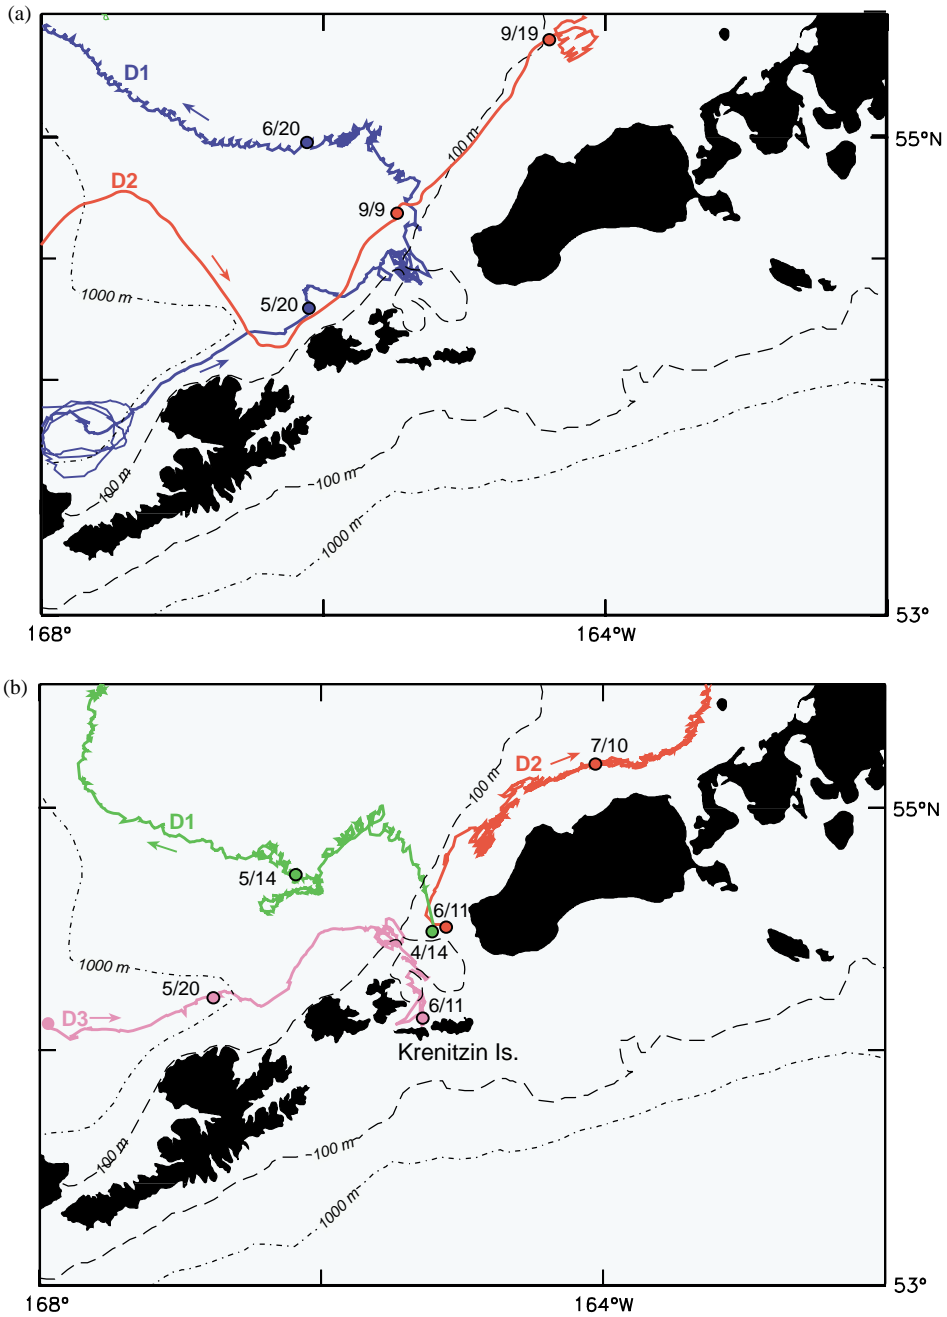 (a)
9/19
D1
6/20
100 m
55°N
D2
9/9
1000 m
5/20
100 m
100 m
1000 m
53°
168°
164°W
(b)
7/10
D2
100 m
D1
55°N
5/14
6/11
4/14
1000 m
5/20
6/11
D3
Krenitzin Is.
100 m
100 m
1000 m
53°
168°
164°W